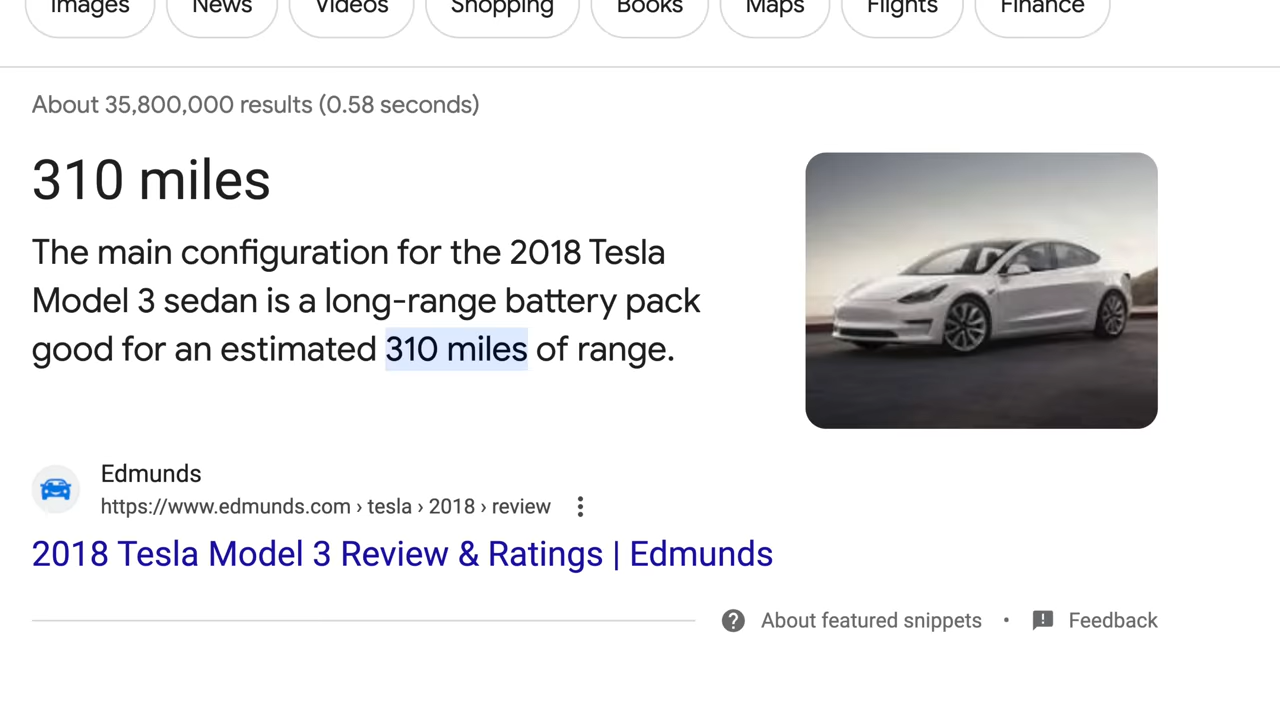 Images News Videos Shopping Books Maps Flights Finance
About 35,800,000 results (0.58 seconds)
310 miles
The main configuration for the 2018 Tesla
Model 3 sedan is a long-range battery pack
good for an estimated 310 miles of range.
Edmunds
https://www.edmunds.com › tesla › 2018 › review
2018 Tesla Model 3 Review & Ratings | Edmunds
About featured snippets • Feedback